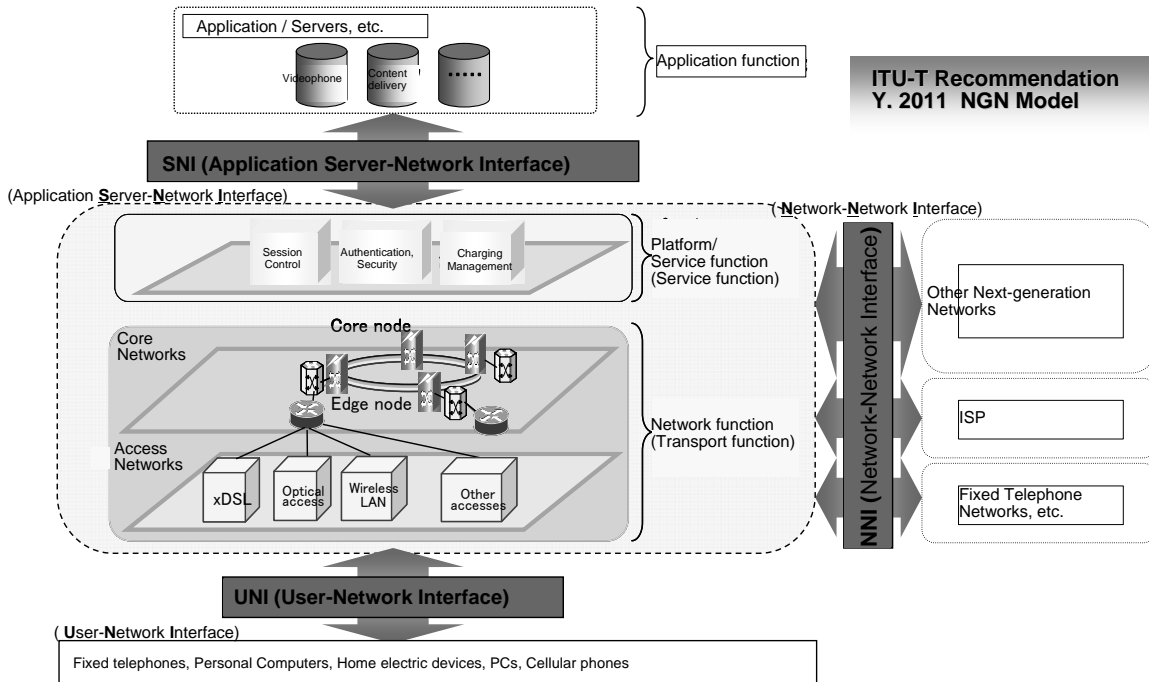 Application / Servers, etc.
Videophone
Content
delivery
•••••
Application function
ITU-T Recommendation
Y. 2011 NGN Model
SNI (Application Server-Network Interface)
(Application Server-Network Interface)
( Network-Network Interface)
Session
Control
Authentication,
Security
Charging
Management
Platform/
Service function
(Service function)
Core
Networks
Core node
Edge node
Network function
(Transport function)
Access
Networks
xDSL
Optical
access
Wireless
LAN
Other
accesses
NNI (Network-Network Interface)
Other Next-generation
Networks
ISP
Fixed Telephone
Networks, etc.
UNI (User-Network Interface)
( User-Network Interface)
Fixed telephones, Personal Computers, Home electric devices, PCs, Cellular phones